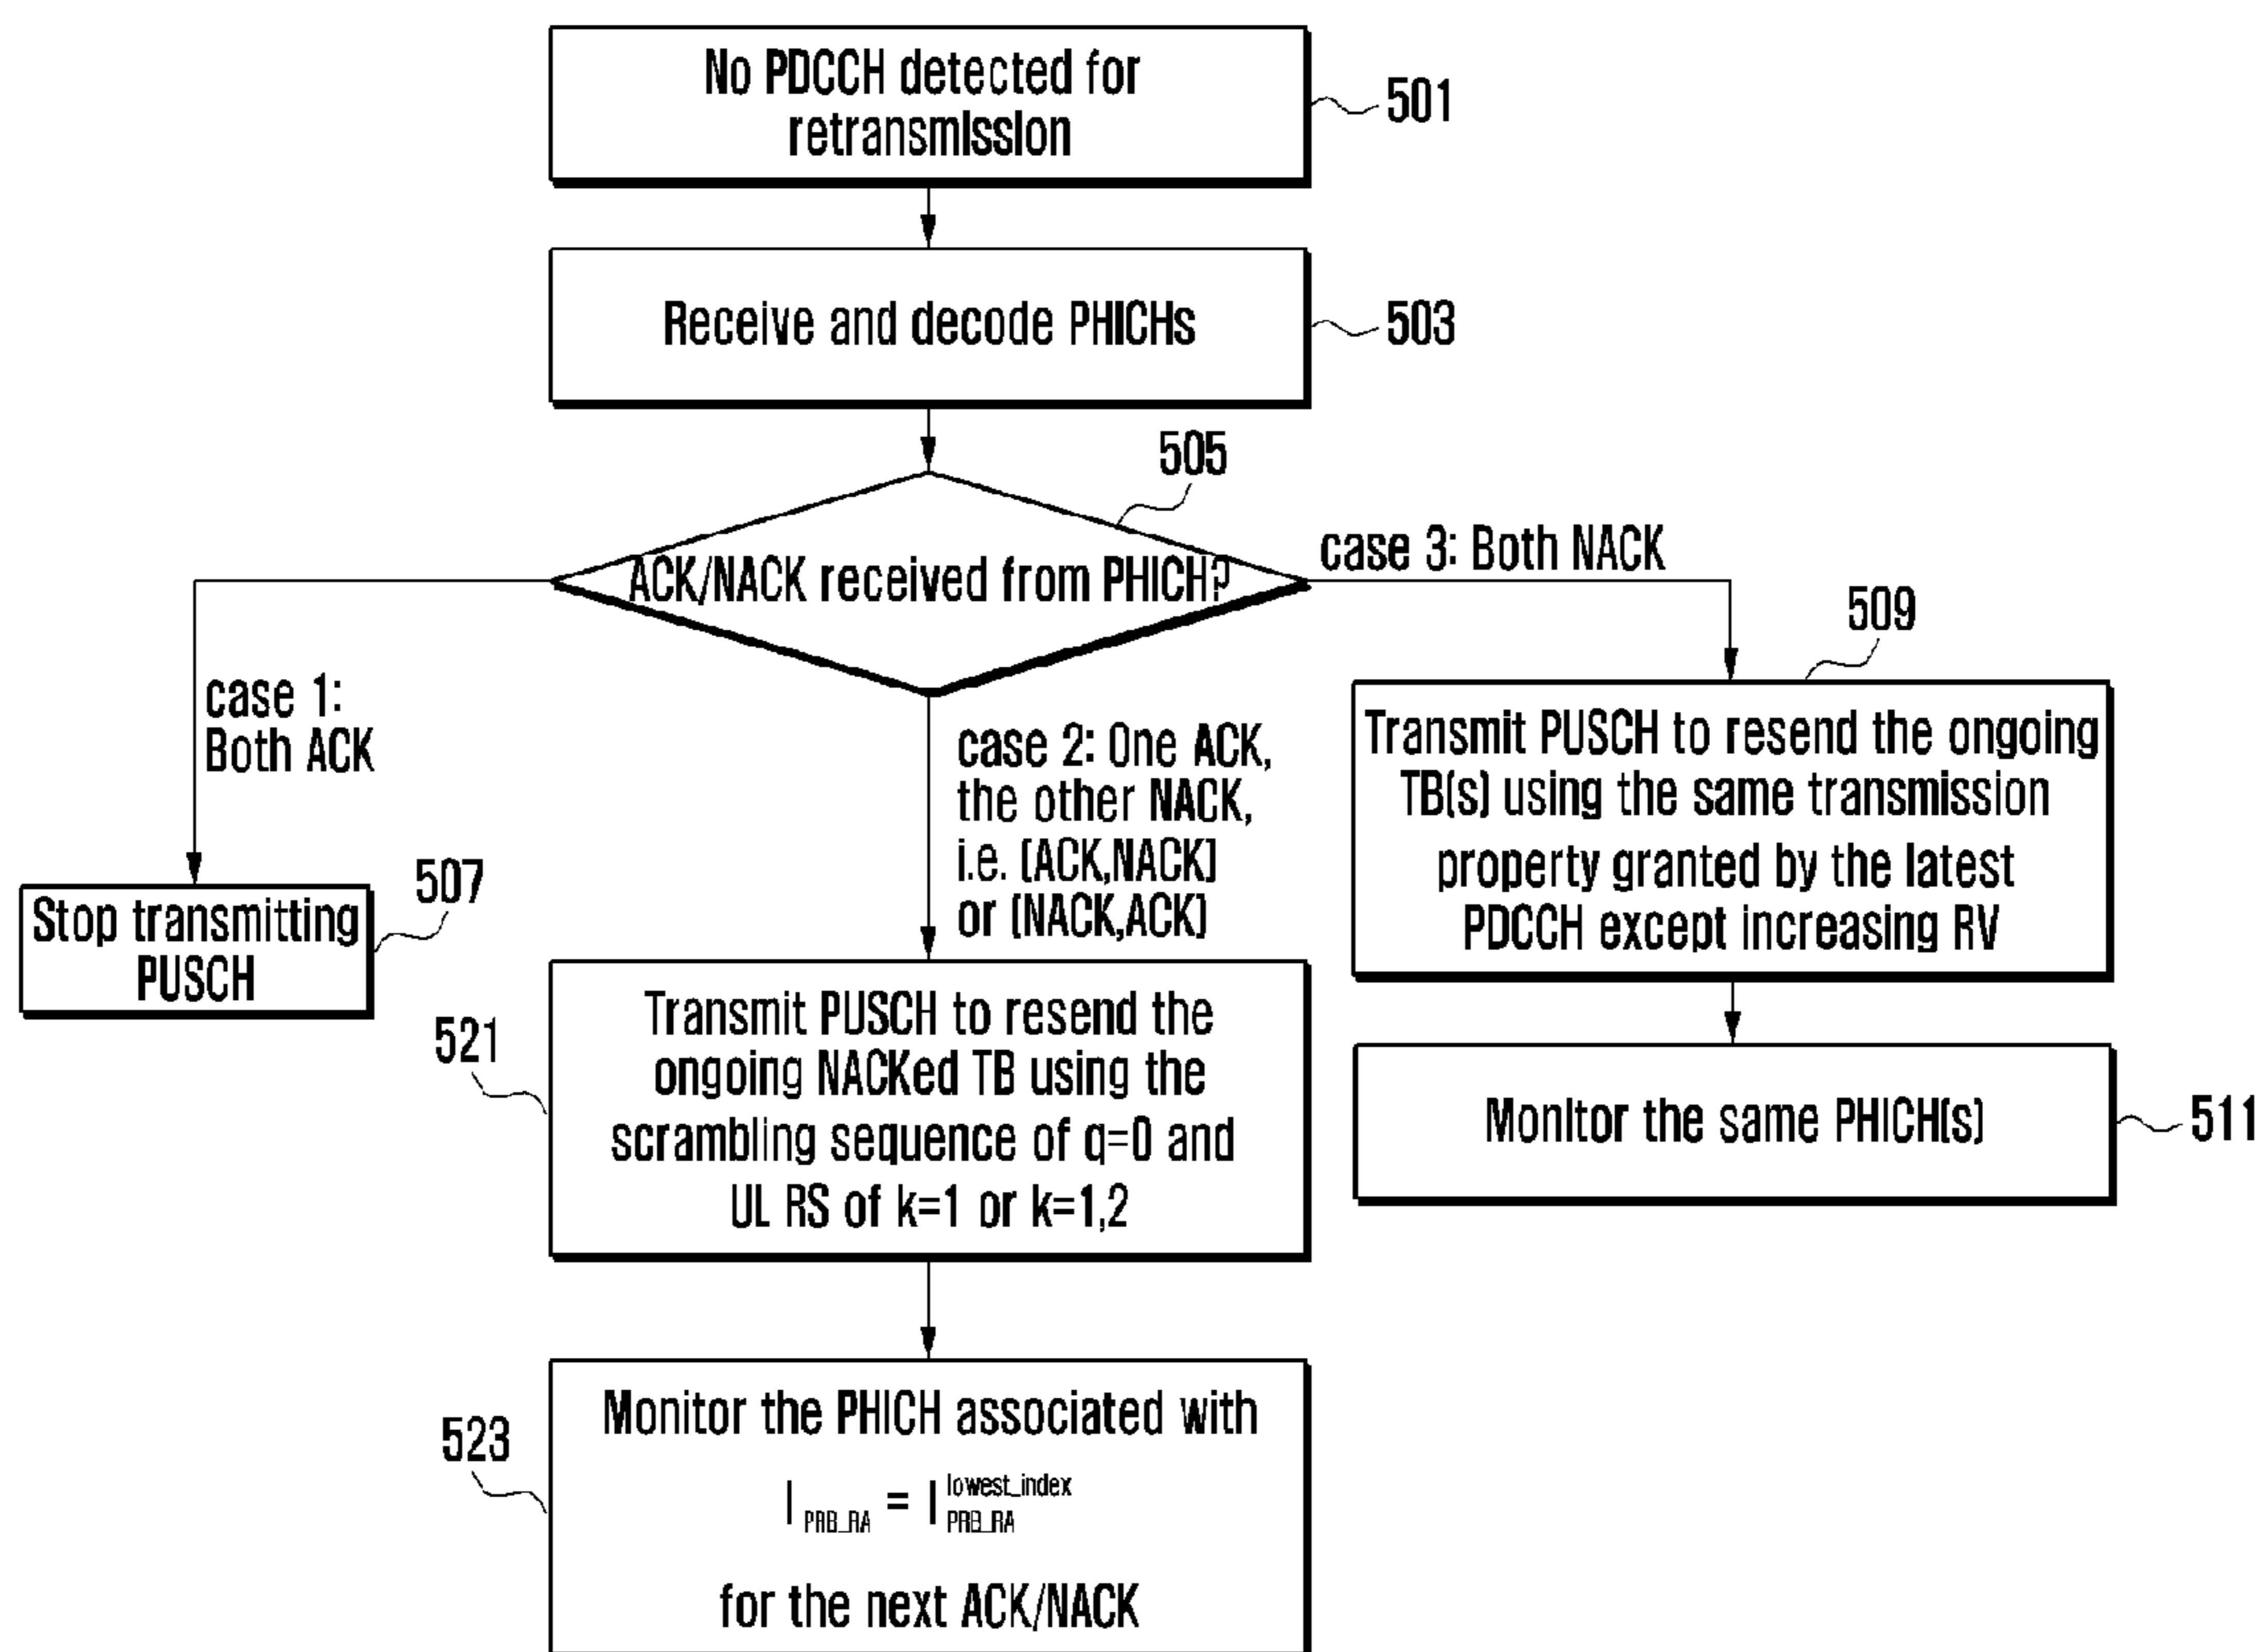 No PDCCH detected for
retransmission
501
Receive and decode PHICHs
503
505
ACK/NACK received from PHICH?
case 3: Both NACK
509
case 1:
Both ACK
case 2: One ACK,
the other NACK,
i.e. (ACK,NACK)
or (NACK,ACK)
Transmit PUSCH to resend the ongoing
TB(s) using the same transmission
property granted by the latest
PDCCH except increasing RV
507
Stop transmitting
PUSCH
521
Transmit PUSCH to resend the
ongoing NACKed TB using the
scrambling sequence of q=0 and
UL RS of k=1 or k=1,2
Monitor the same PHICH(s)
511
523
Monitor the PHICH associated with
I PRB_RA = I lowest_index PRB_RA
for the next ACK/NACK